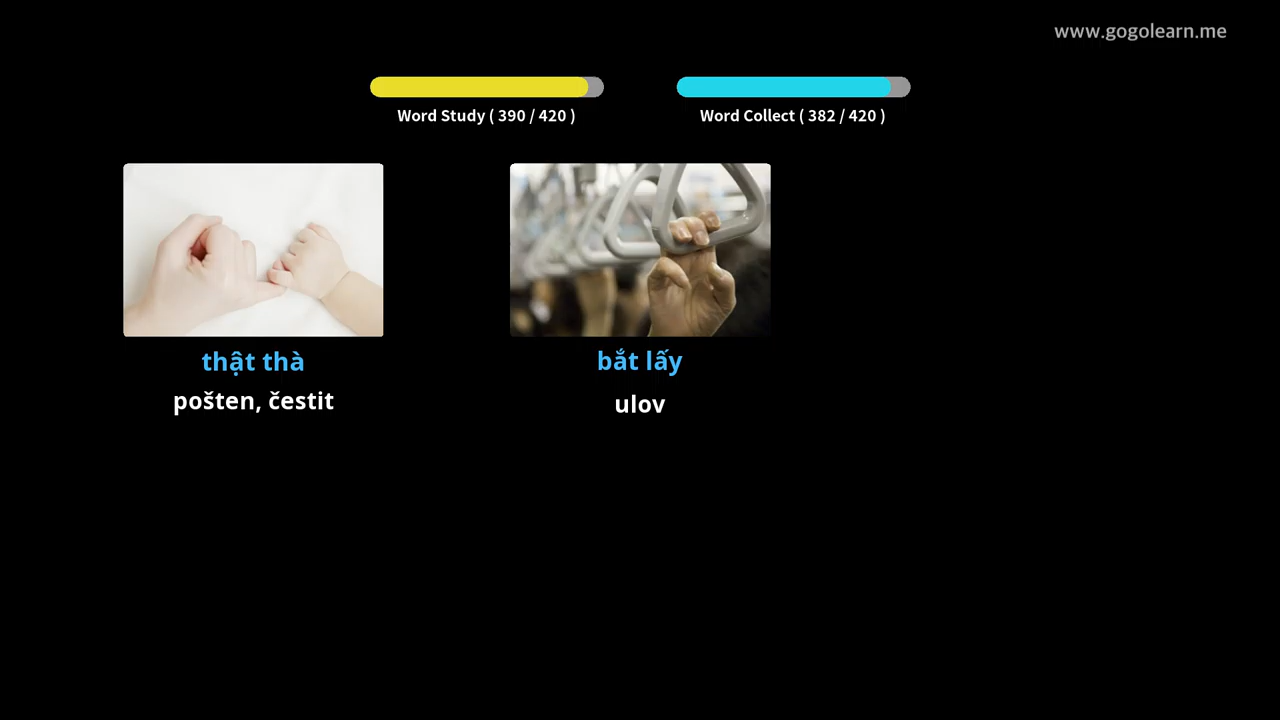 www.gogolearn.me
Word Study ( 390 / 420 )
Word Collect ( 382 / 420 )
thật thà
pošten, čestit
bắt lấy
ulov